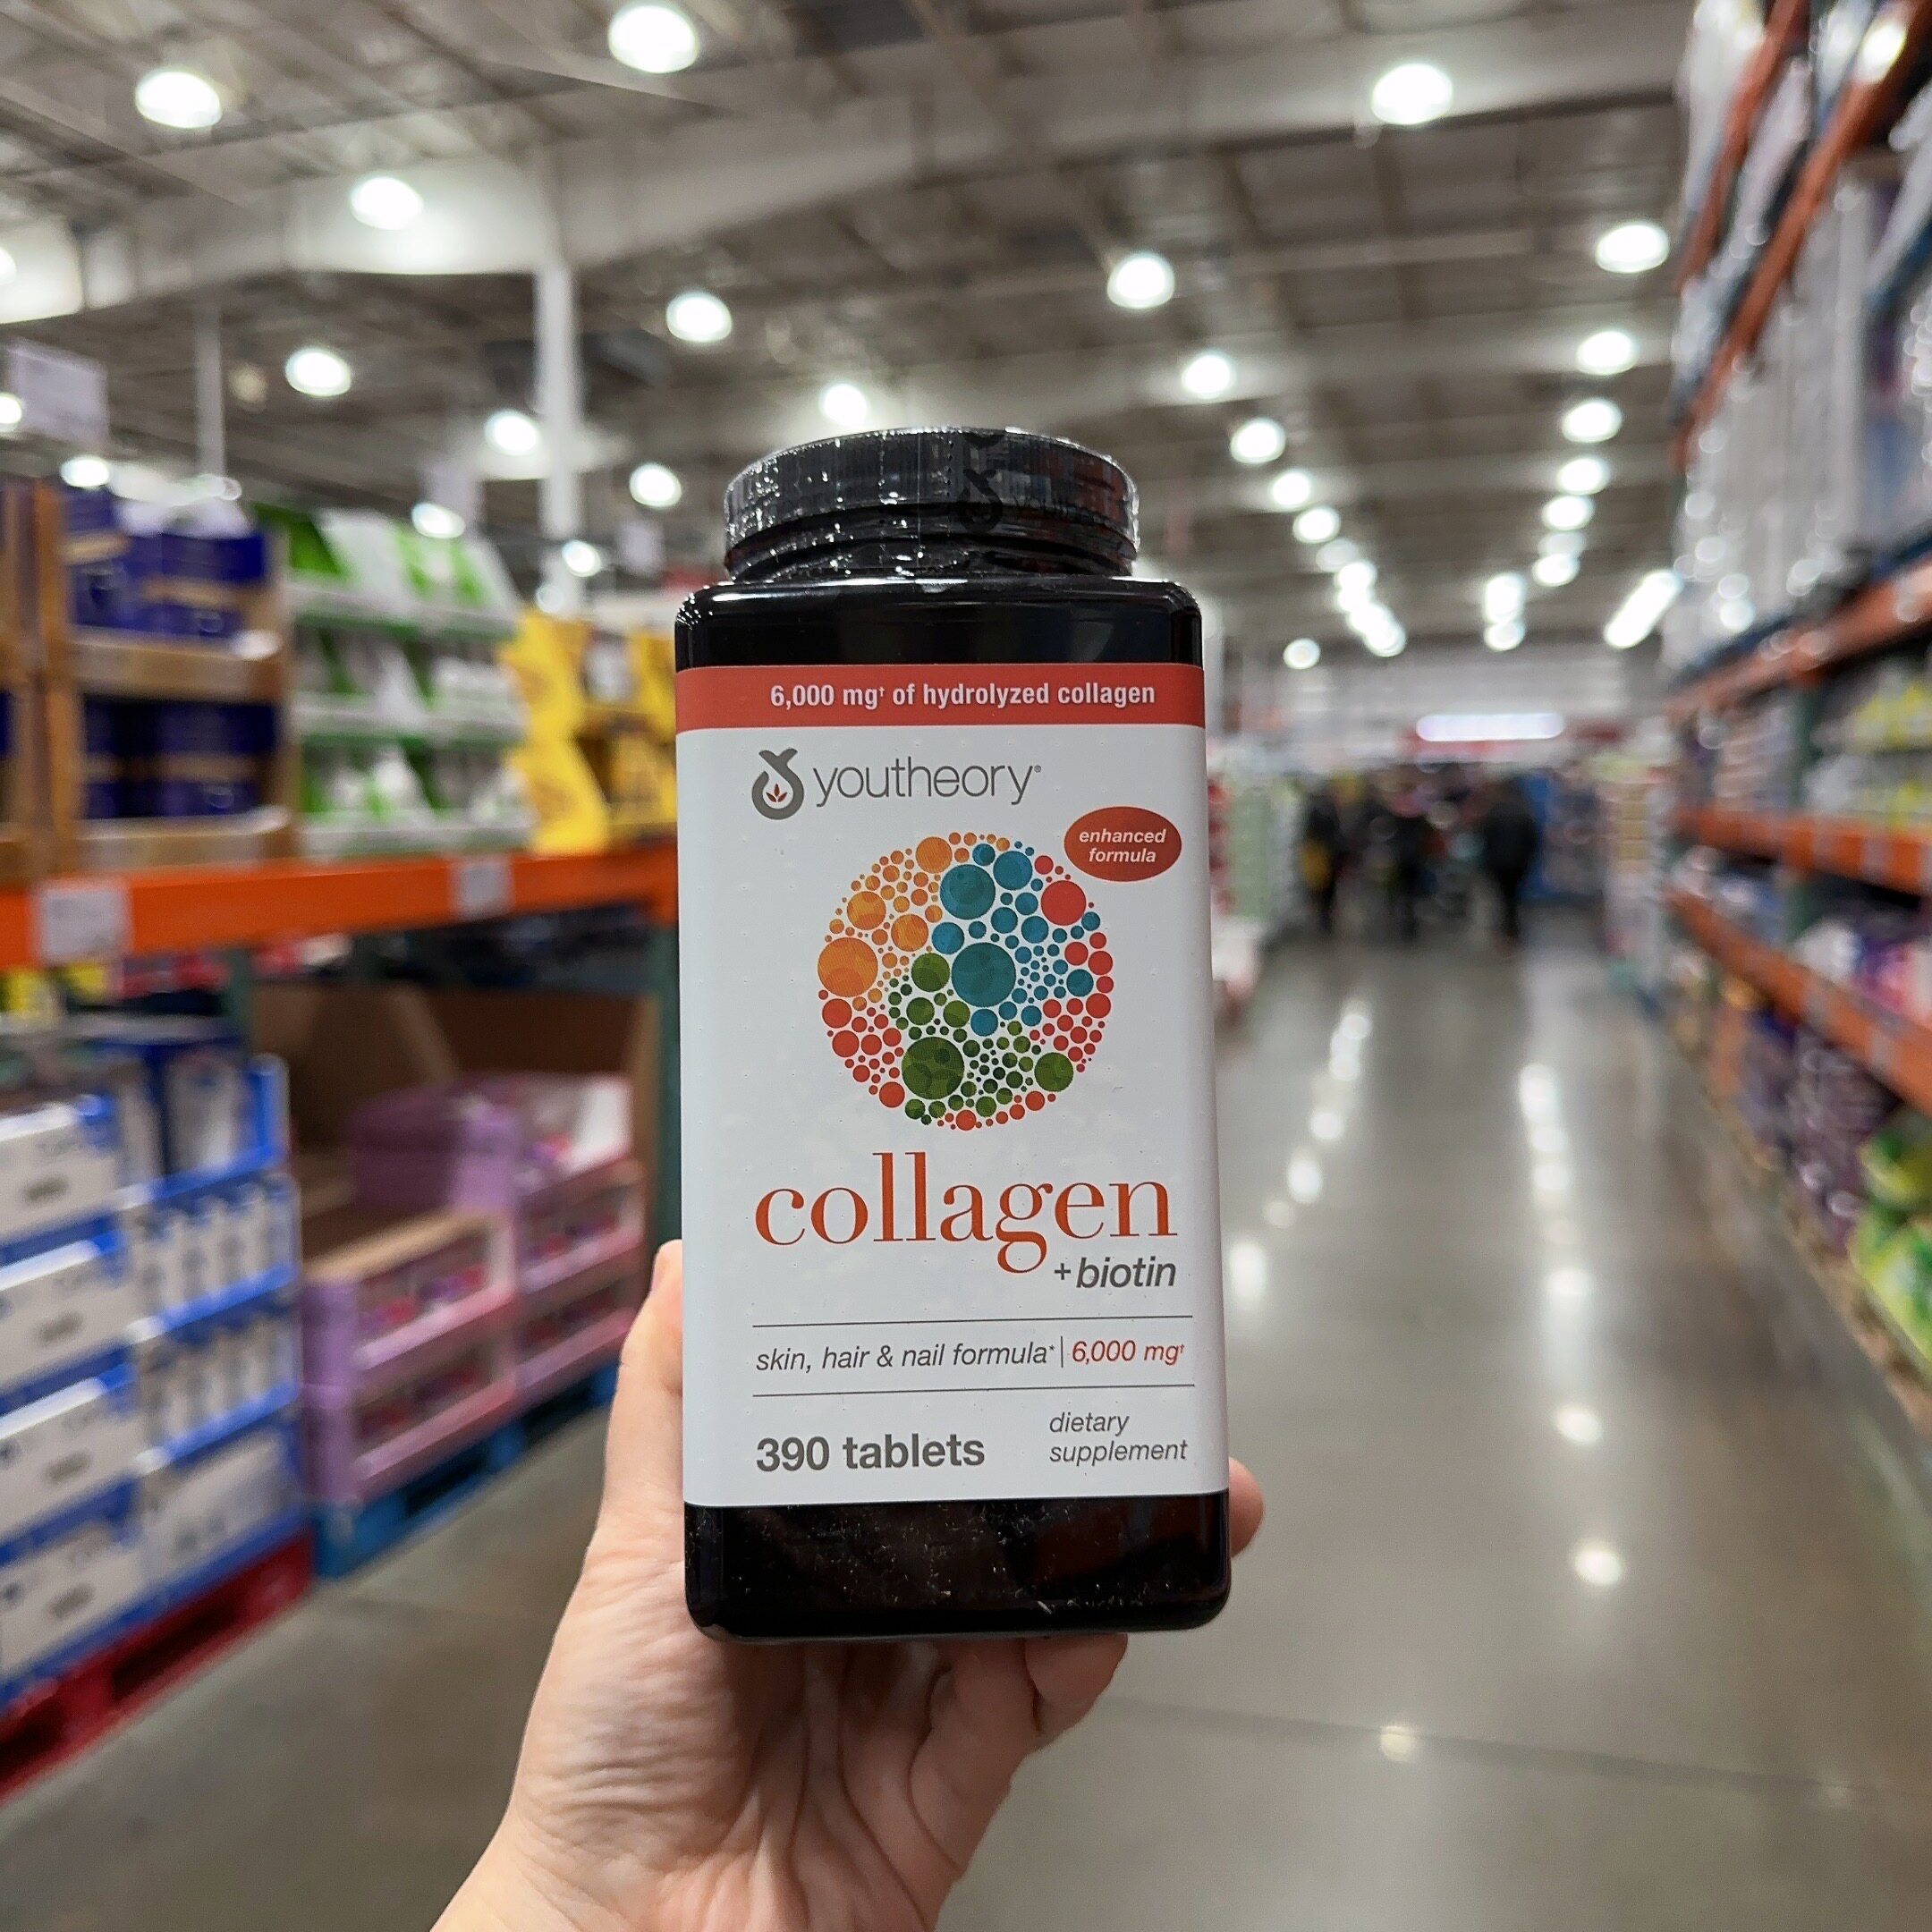 6,000 mg† of hydrolyzed collagen
youtheory®
enhanced
formula
collagen
+biotin
skin, hair & nail formula* | 6,000 mg†
390 tablets
dietary
supplement